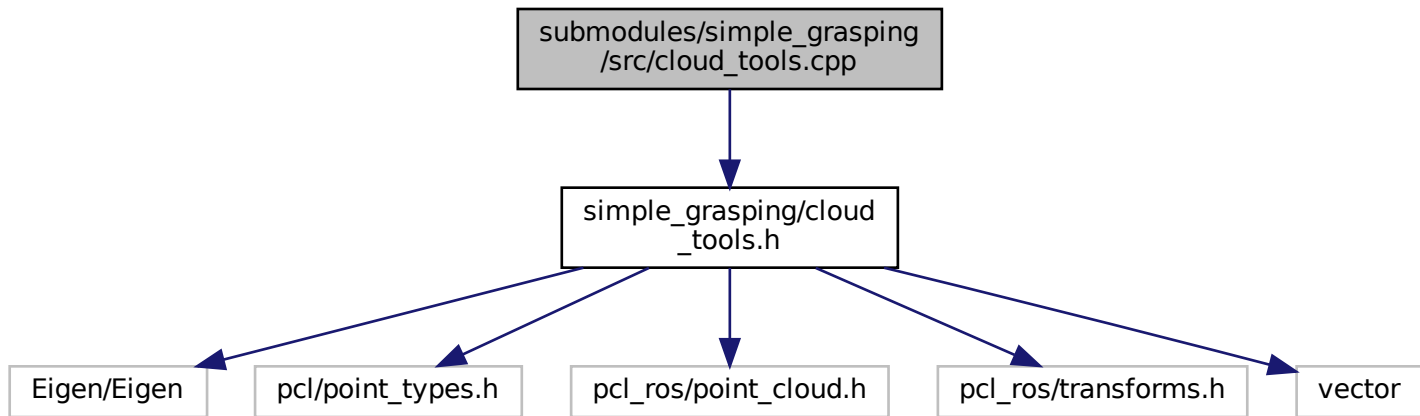 submodules/simple_grasping
/src/cloud_tools.cpp
simple_grasping/cloud
_tools.h
Eigen/Eigen
pcl/point_types.h
pcl_ros/point_cloud.h
pcl_ros/transforms.h
vector